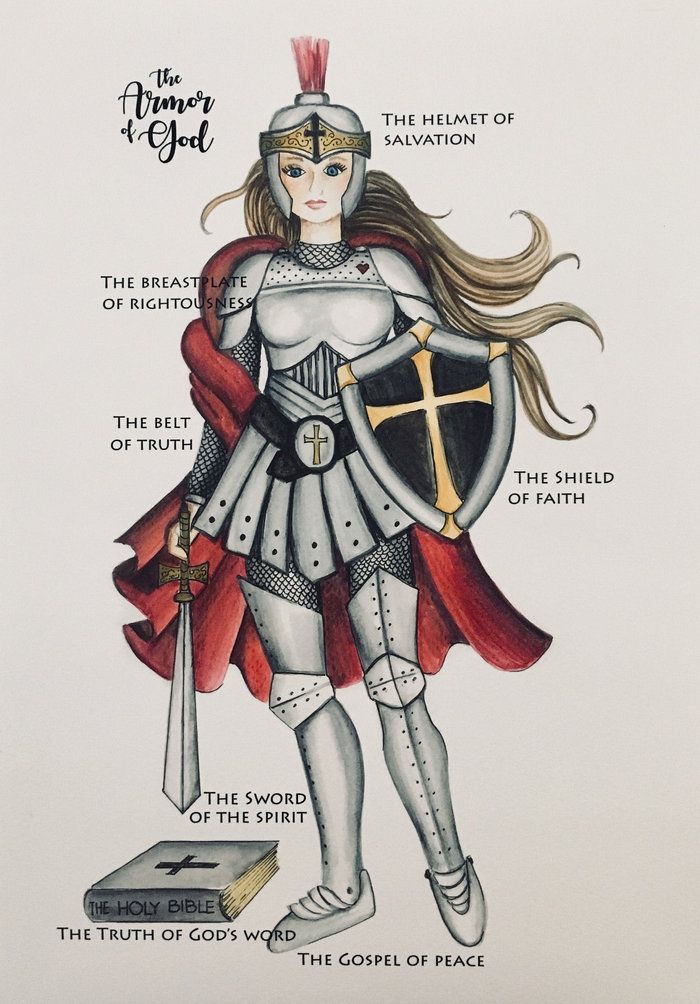 the
Armor
of God
THE HELMET OF
SALVATION
THE BREASTPLATE
OF RIGHTOUSNESS
THE BELT
OF TRUTH
THE SHIELD
OF FAITH
THE SWORD
OF THE SPIRIT
THE HOLY BIBLE
THE TRUTH OF GOD'S WORD
THE GOSPEL OF PEACE